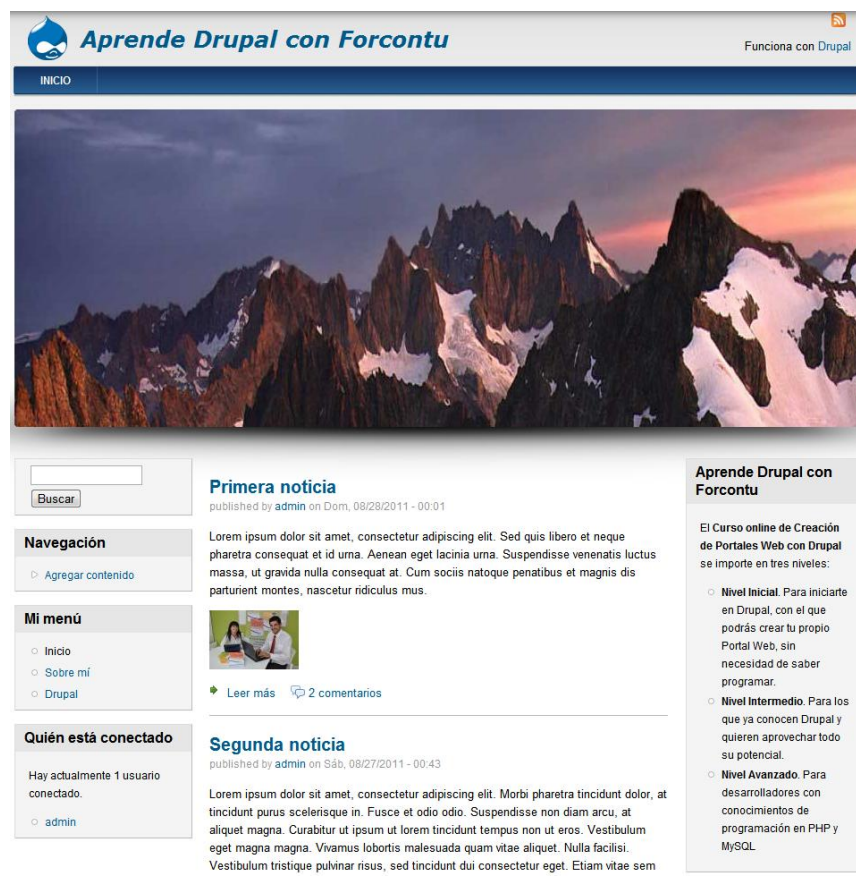 Aprende Drupal con Forcontu
Funciona con Drupal
INICIO
Buscar
Navegación
Agregar contenido
Mi menú
Inicio
Sobre mí
Drupal
Quién está conectado
Hay actualmente 1 usuario
conectado.
admin
Primera noticia
published by admin on Dom, 08/28/2011 - 00:01
Lorem ipsum dolor sit amet, consectetur adipiscing elit. Sed quis libero et neque
pharetra consequat et id urna. Aenean eget lacinia urna. Suspendisse venenatis luctus
massa, ut gravida nulla consequat at. Cum sociis natoque penatibus et magnis dis
parturient montes, nascetur ridiculus mus.
Leer más 2 comentarios
Segunda noticia
published by admin on Sáb, 08/27/2011 - 00:43
Lorem ipsum dolor sit amet, consectetur adipiscing elit. Morbi pharetra tincidunt dolor, at
tincidunt purus scelerisque in. Fusce et odio odio. Suspendisse non diam arcu, at
aliquet magna. Curabitur ut ipsum ut lorem tincidunt tempus non ut eros. Vestibulum
eget magna magna. Vivamus lobortis malesuada quam vitae aliquet. Nulla facilisi.
Vestibulum tristique pulvinar risus, sed tincidunt dui consectetur eget. Etiam vitae sem
Aprende Drupal con
Forcontu
El Curso online de Creación
de Portales Web con Drupal
se importe en tres niveles:
Nivel Inicial. Para iniciarte
en Drupal, con el que
podrás crear tu propio
Portal Web, sin
necesidad de saber
programar.
Nivel Intermedio. Para los
que ya conocen Drupal y
quieren aprovechar todo
su potencial.
Nivel Avanzado. Para
desarrolladores con
conocimientos de
programación en PHP y
MySQL